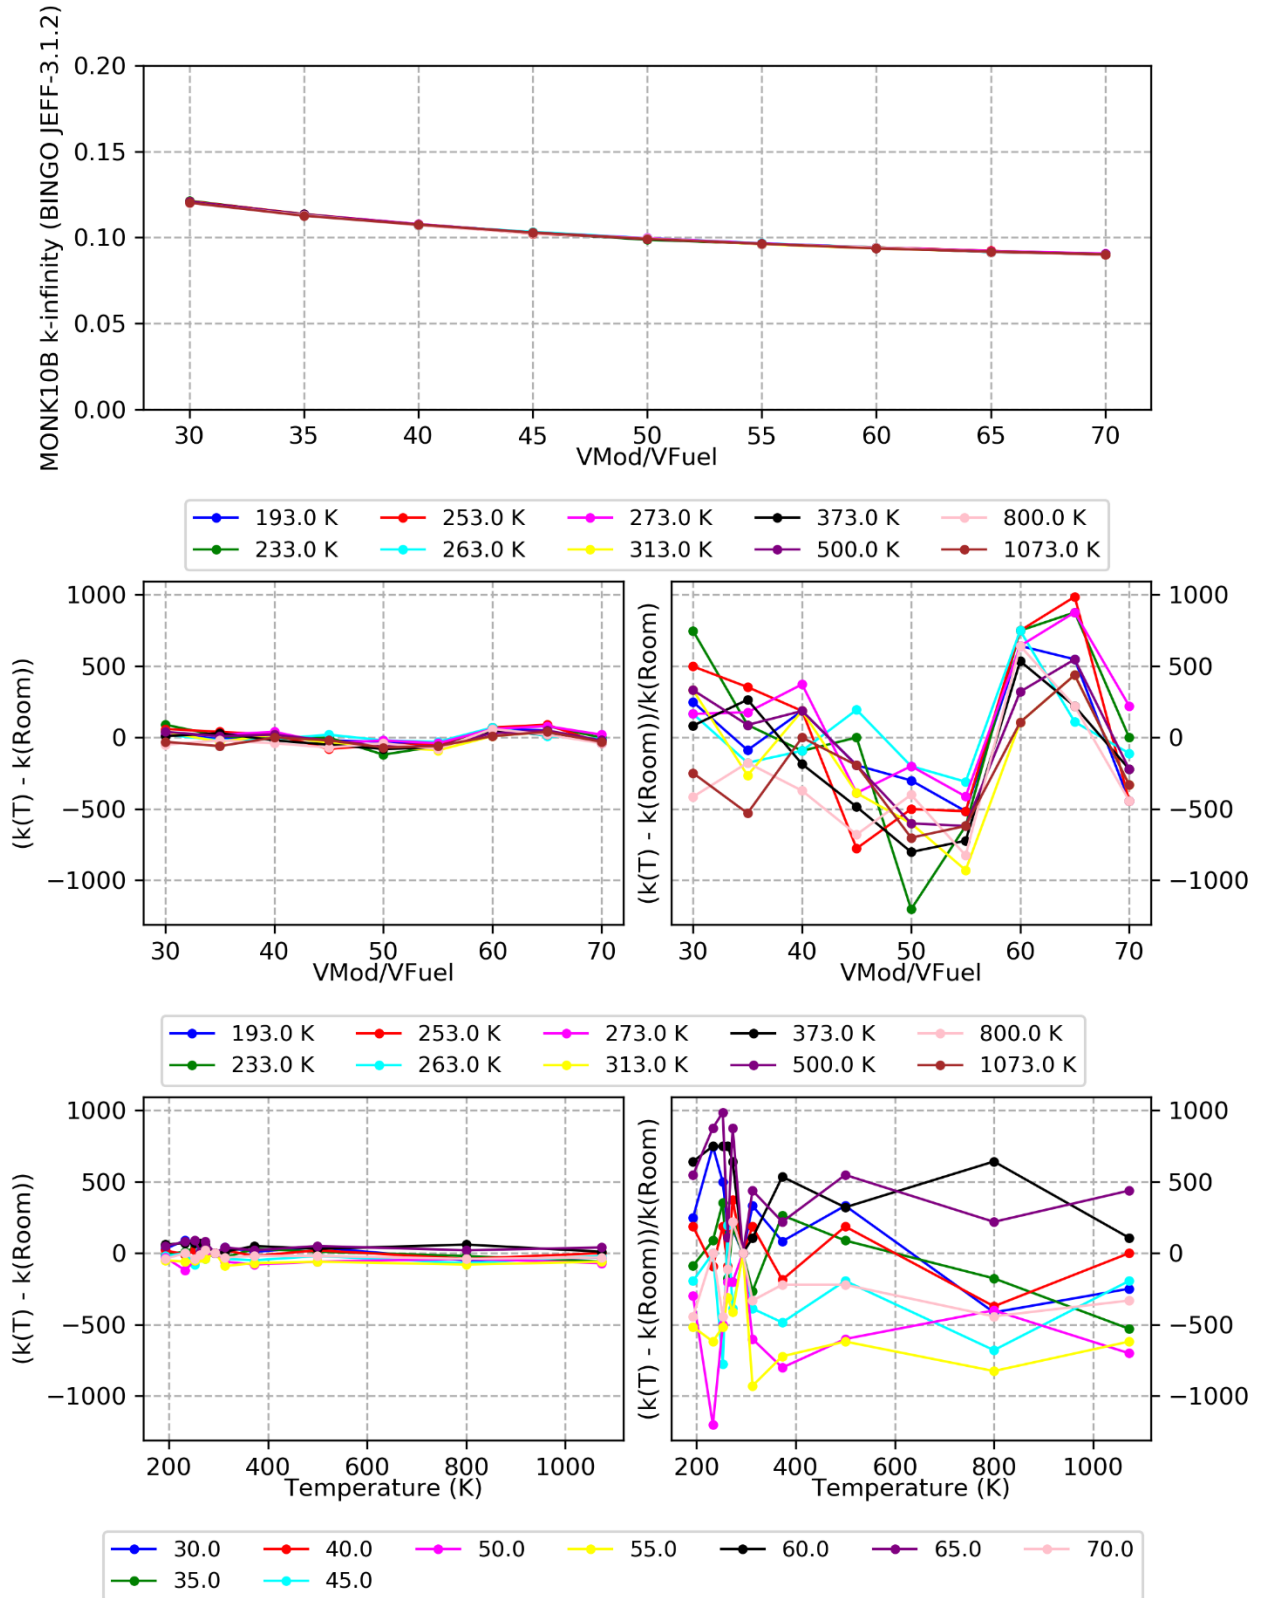 MONK10B k-infinity (BINGO JEFF-3.1.2)
0.20
0.15
0.10
0.05
0.00
30 35 40 45 50 55 60 65 70
VMod/VFuel
193.0 K 253.0 K 273.0 K 373.0 K 800.0 K
233.0 K 263.0 K 313.0 K 500.0 K 1073.0 K
(k(T) - k(Room))
1000
500
0
−500
−1000
30 40 50 60 70
VMod/VFuel
(k(T) - k(Room))/k(Room)
1000
500
0
−500
−1000
30 40 50 60 70
VMod/VFuel
193.0 K 253.0 K 273.0 K 373.0 K 800.0 K
233.0 K 263.0 K 313.0 K 500.0 K 1073.0 K
(k(T) - k(Room))
1000
500
0
−500
−1000
200 400 600 800 1000
Temperature (K)
(k(T) - k(Room))/k(Room)
1000
500
0
−500
−1000
200 400 600 800 1000
Temperature (K)
30.0 40.0 50.0 55.0 60.0 65.0 70.0
35.0 45.0